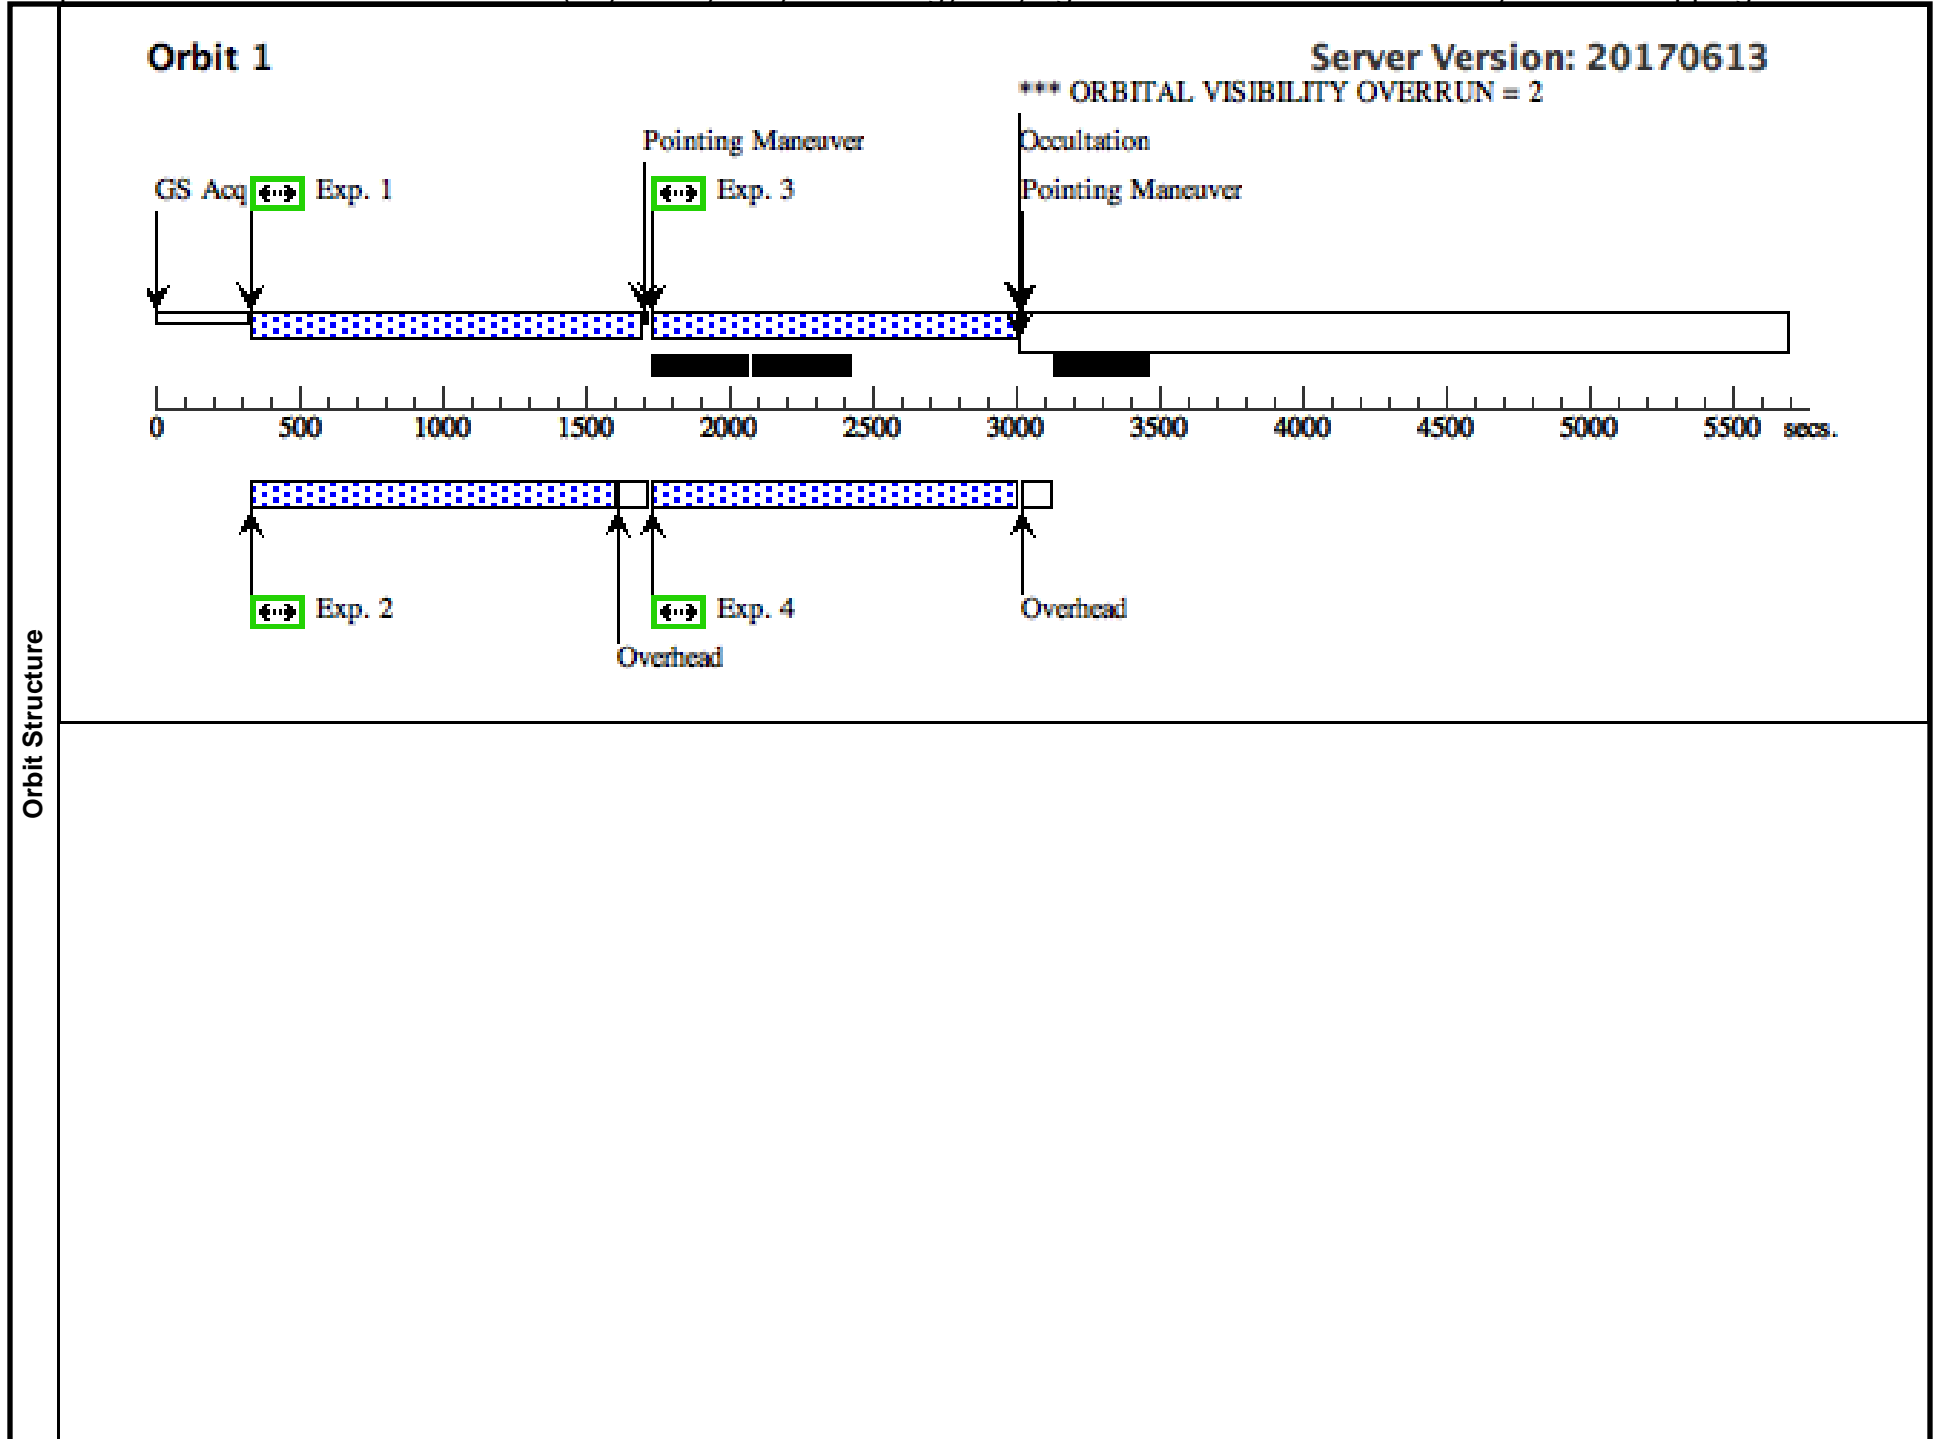 Orbit 1
Server Version: 20170613
*** ORBITAL VISIBILITY OVERRUN = 2
Pointing Maneuver
Occultation
GS Acq
Exp. 1
Exp. 3
Pointing Maneuver
0 500 1000 1500 2000 2500 3000 3500 4000 4500 5000 5500 secs.
Exp. 2
Exp. 4
Overhead
Overhead
Orbit Structure